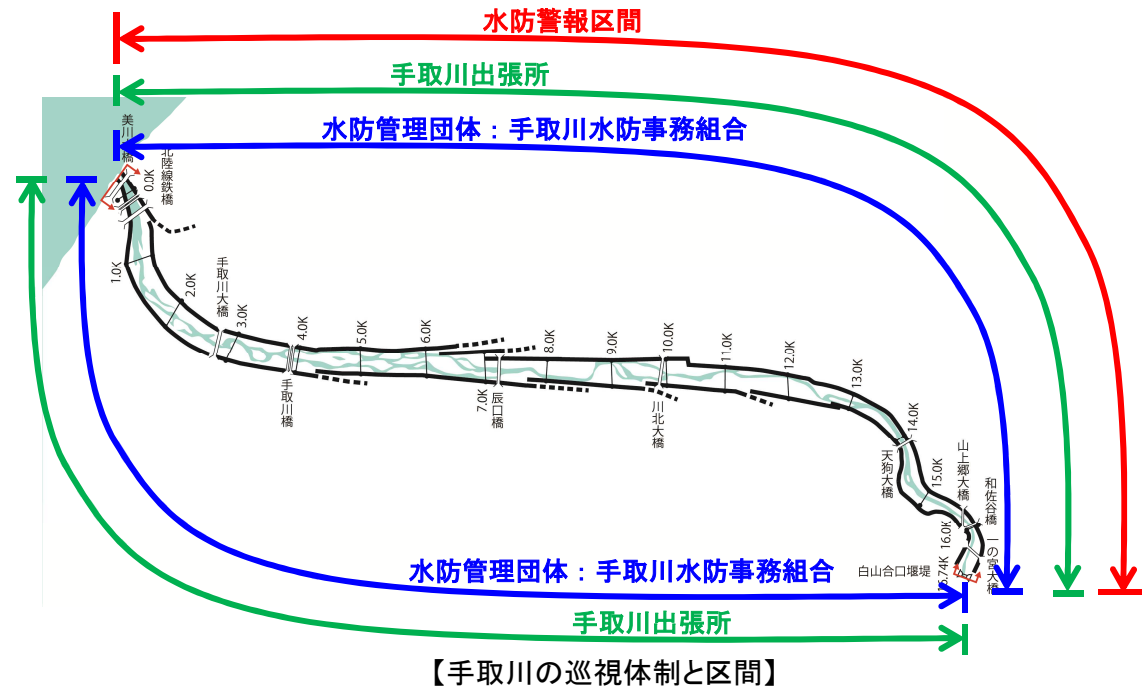 水防警報区間
手取川出張所
水防管理団体：手取川水防事務組合
美川
橋
北陸線鉄橋
0.0K
1.0K
2.0K
手取川大橋
3.0K
4.0K
手取川橋
5.0K
6.0K
7.0K
辰口橋
8.0K
9.0K
10.0K
川北大橋
11.0K
12.0K
13.0K
14.0K
天狗大橋
15.0K
山上郷大橋
和佐谷橋
16.0K
一の宮大橋
白山合口堰堤
水防管理団体：手取川水防事務組合
手取川出張所
【手取川の巡視体制と区間】